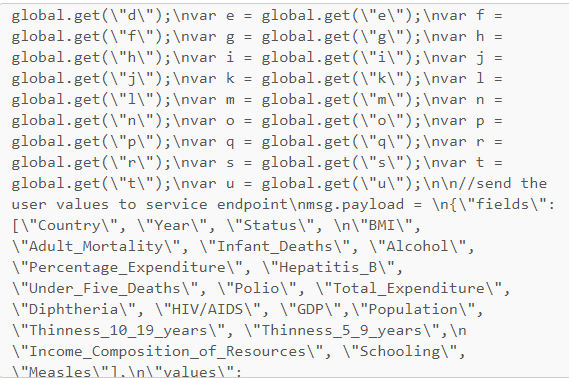 global.get(\"d\");\nvar e = global.get(\"e\");\nvar f =
global.get(\"f\");\nvar g = global.get(\"g\");\nvar h =
global.get(\"h\");\nvar i = global.get(\"i\");\nvar j =
global.get(\"j\");\nvar k = global.get(\"k\");\nvar l =
global.get(\"l\");\nvar m = global.get(\"m\");\nvar n =
global.get(\"n\");\nvar o = global.get(\"o\");\nvar p =
global.get(\"p\");\nvar q = global.get(\"q\");\nvar r =
global.get(\"r\");\nvar s = global.get(\"s\");\nvar t =
global.get(\"t\");\nvar u = global.get(\"u\");\n\n//send the
user values to service endpoint\nmsg.payload = \n{\"fields\":
[\"Country\", \"Year\", \"Status\", \n\"BMI\",
\"Adult_Mortality\", \"Infant_Deaths\", \"Alcohol\",
\"Percentage_Expenditure\", \"Hepatitis_B\",
\"Under_Five_Deaths\", \"Polio\", \"Total_Expenditure\",
\"Diphtheria\", \"HIV/AIDS\", \"GDP\",\"Population\",
\"Thinness_10_19_years\", \"Thinness_5_9_years\",\n
\"Income_Composition_of_Resources\", \"Schooling\",
\"Measles\"],\n\"values\":